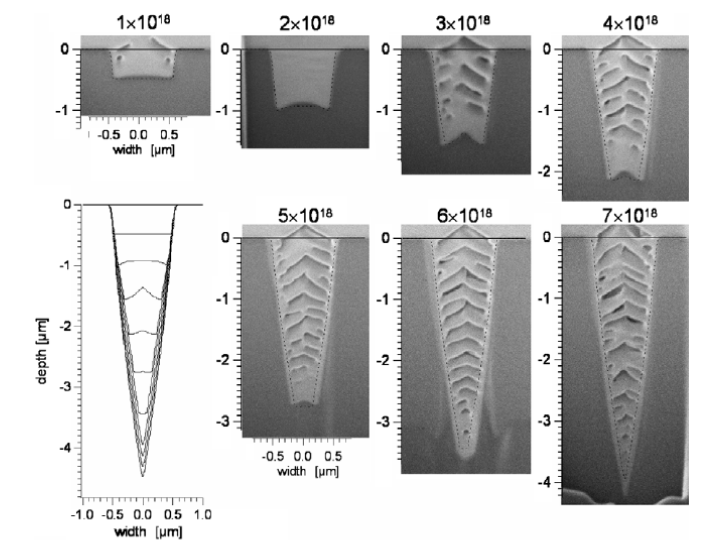 1×10¹⁸ 2×10¹⁸ 3×10¹⁸ 4×10¹⁸
0 0 0 0
-1 -1 -1 -1
-2
-0.5 0.0 0.5
width [µm]
0
-1
-2
-3
-4
depth [µm]
-1.0 -0.5 0.0 0.5 1.0
width [µm]
5×10¹⁸ 6×10¹⁸ 7×10¹⁸
0 0 0
-1 -1 -1
-2 -2 -2
-3 -3 -3
-4
-0.5 0.0 0.5
width [µm]